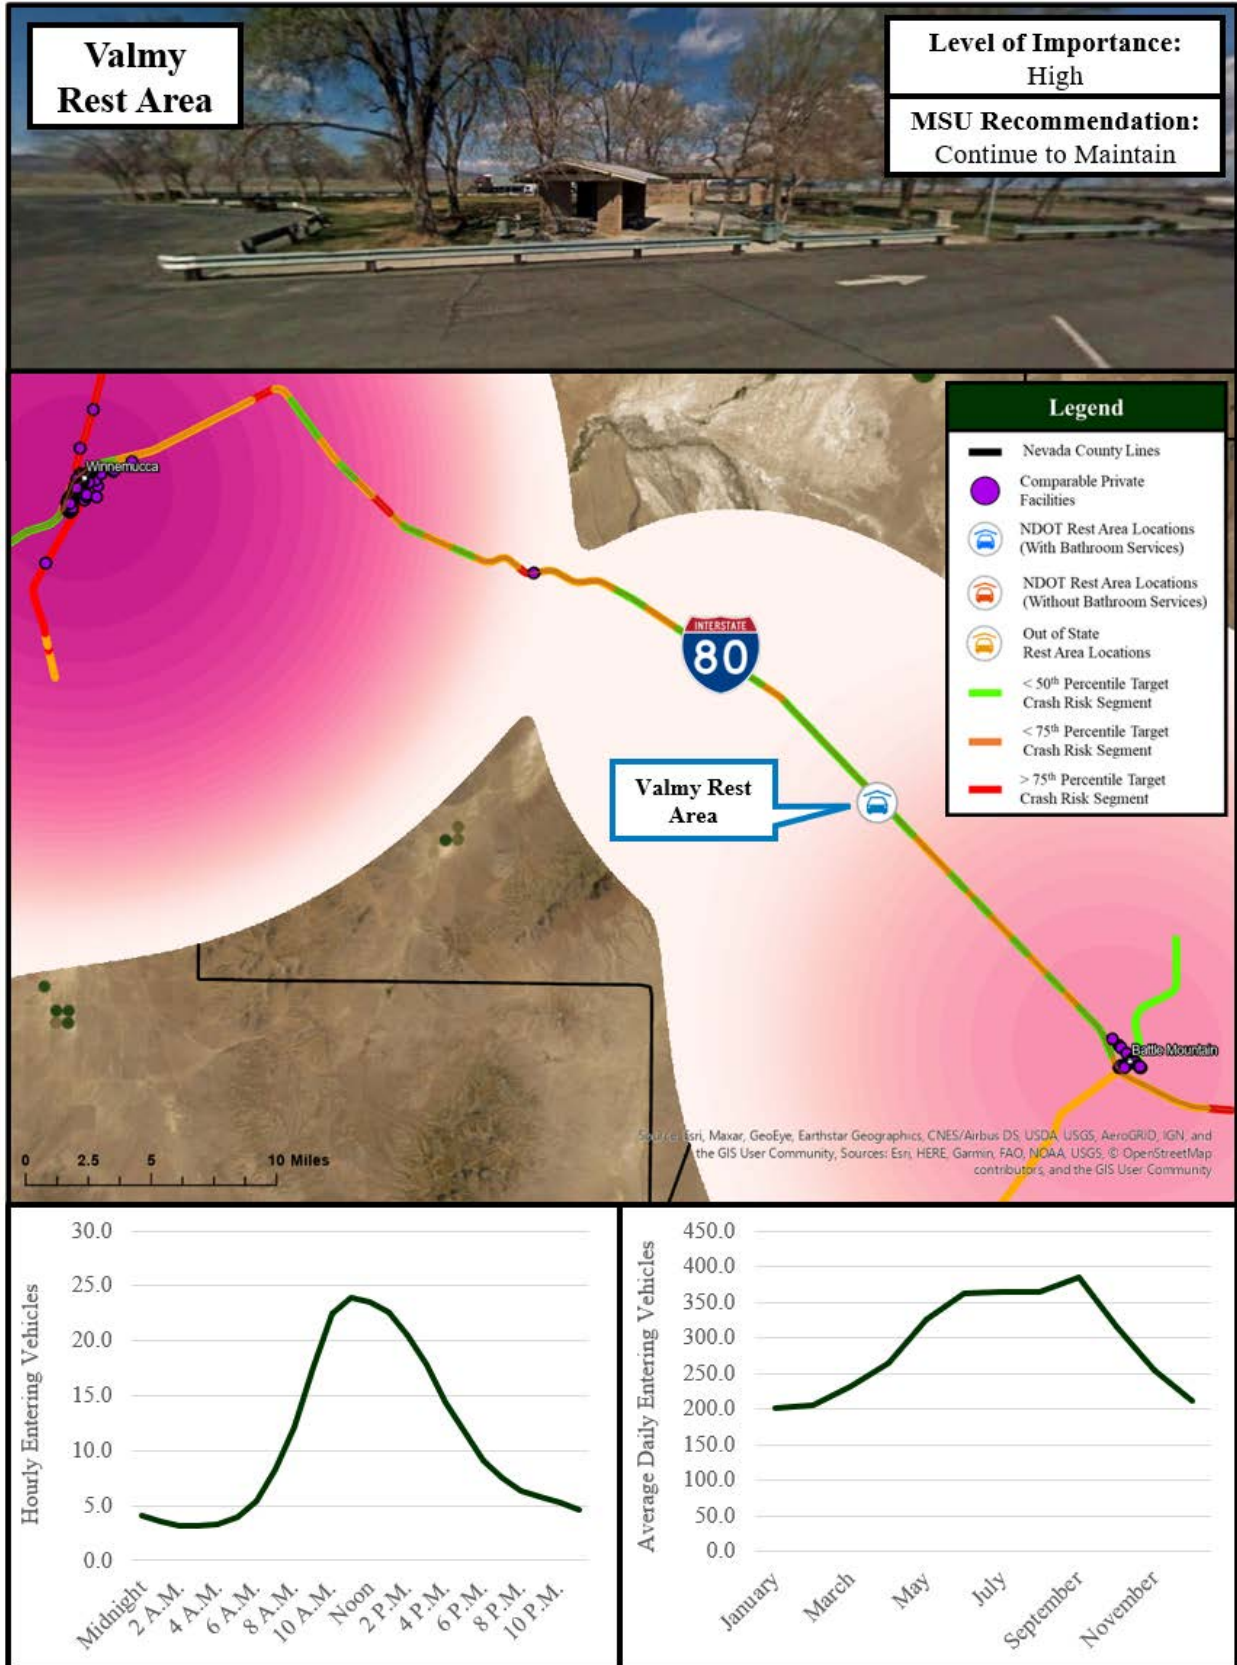 Valmy
Rest Area
Level of Importance:
High
MSU Recommendation:
Continue to Maintain
Legend
Nevada County Lines
Comparable Private
Facilities
NDOT Rest Area Locations
(With Bathroom Services)
NDOT Rest Area Locations
(Without Bathroom Services)
Out of State
Rest Area Locations
< 50th Percentile Target
Crash Risk Segment
< 75th Percentile Target
Crash Risk Segment
> 75th Percentile Target
Crash Risk Segment
Winnemucca
INTERSTATE
80
Valmy Rest
Area
Battle Mountain
Source: Esri, Maxar, GeoEye, Earthstar Geographics, CNES/Airbus DS, USDA, USGS, AeroGRID, IGN, and
the GIS User Community, Sources: Esri, HERE, Garmin, FAO, NOAA, USGS, © OpenStreetMap
contributors, and the GIS User Community
0 2.5 5 10 Miles
Hourly Entering Vehicles
30.0
25.0
20.0
15.0
10.0
5.0
0.0
Midnight
2 A.M.
4 A.M.
6 A.M.
8 A.M.
10 A.M.
Noon
2 P.M.
4 P.M.
6 P.M.
8 P.M.
10 P.M.
Average Daily Entering Vehicles
450.0
400.0
350.0
300.0
250.0
200.0
150.0
100.0
50.0
0.0
January
March
May
July
September
November